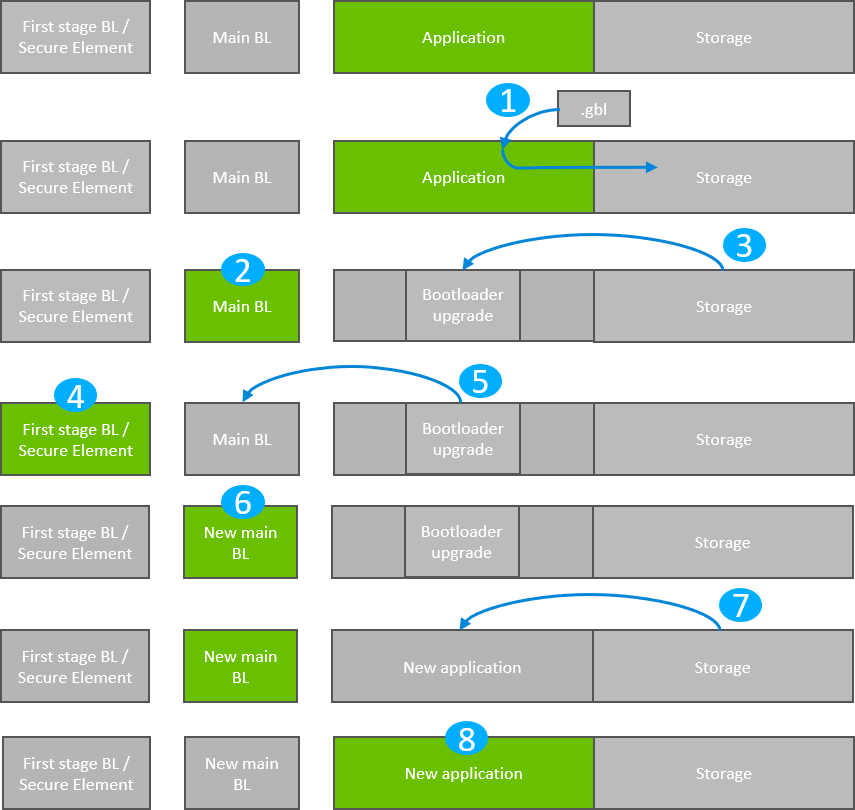 First stage BL /
Secure Element
Main BL
Application
Storage
1
.gbl
First stage BL /
Secure Element
Main BL
Application
Storage
2
3
First stage BL /
Secure Element
Main BL
Bootloader
upgrade
Storage
4
5
First stage BL /
Secure Element
Main BL
Bootloader
upgrade
Storage
6
First stage BL /
Secure Element
New main
BL
Bootloader
upgrade
Storage
7
First stage BL /
Secure Element
New main
BL
New application
Storage
8
First stage BL /
Secure Element
New main
BL
New application
Storage